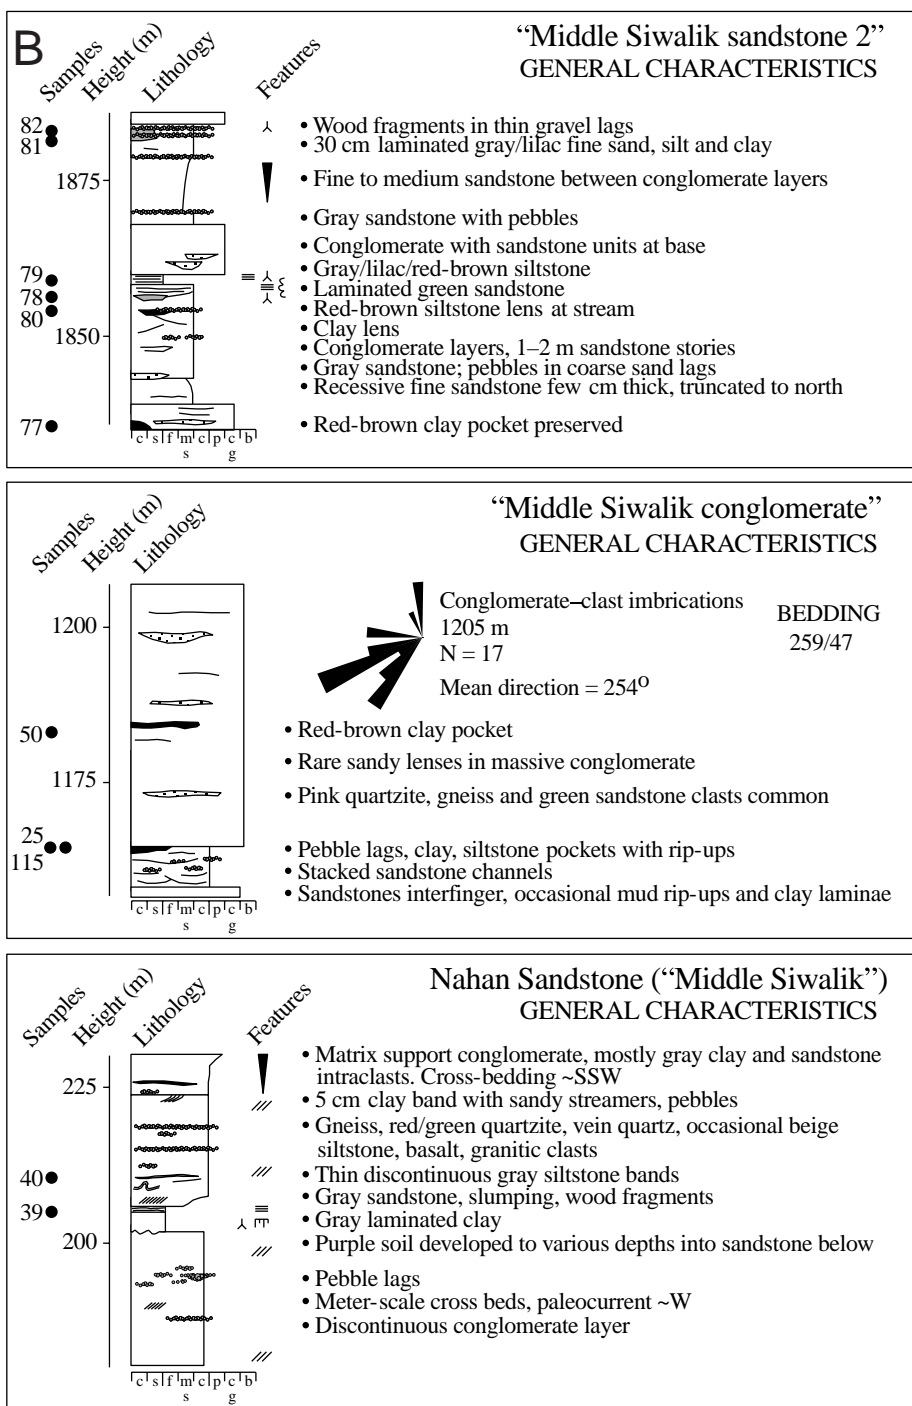 B
Samples
Height (m)
Lithology
Features
“Middle Siwalik sandstone 2”
GENERAL CHARACTERISTICS
82
81
1875
79
78
80
1850
77
• Wood fragments in thin gravel lags
• 30 cm laminated gray/lilac fine sand, silt and clay
• Fine to medium sandstone between conglomerate layers
• Gray sandstone with pebbles
• Conglomerate with sandstone units at base
• Gray/lilac/red-brown siltstone
• Laminated green sandstone
• Red-brown siltstone lens at stream
• Clay lens
• Conglomerate layers, 1–2 m sandstone stories
• Gray sandstone; pebbles in coarse sand lags
• Recessive fine sandstone few cm thick, truncated to north
• Red-brown clay pocket preserved
c s f m c p c b
s g
Samples
Height (m)
Lithology
“Middle Siwalik conglomerate”
GENERAL CHARACTERISTICS
1200
50
1175
25
115
Conglomerate–clast imbrications
1205 m
N = 17
Mean direction = 254o
BEDDING
259/47
• Red-brown clay pocket
• Rare sandy lenses in massive conglomerate
• Pink quartzite, gneiss and green sandstone clasts common
• Pebble lags, clay, siltstone pockets with rip-ups
• Stacked sandstone channels
• Sandstones interfinger, occasional mud rip-ups and clay laminae
c s f m c p c b
s g
Samples
Height (m)
Lithology
Features
Nahan Sandstone (“Middle Siwalik”)
GENERAL CHARACTERISTICS
225
40
39
200
• Matrix support conglomerate, mostly gray clay and sandstone
intraclasts. Cross-bedding ~SSW
• 5 cm clay band with sandy streamers, pebbles
• Gneiss, red/green quartzite, vein quartz, occasional beige
siltstone, basalt, granitic clasts
• Thin discontinuous gray siltstone bands
• Gray sandstone, slumping, wood fragments
• Gray laminated clay
• Purple soil developed to various depths into sandstone below
• Pebble lags
• Meter-scale cross beds, paleocurrent ~W
• Discontinuous conglomerate layer
c s f m c p c b
s g